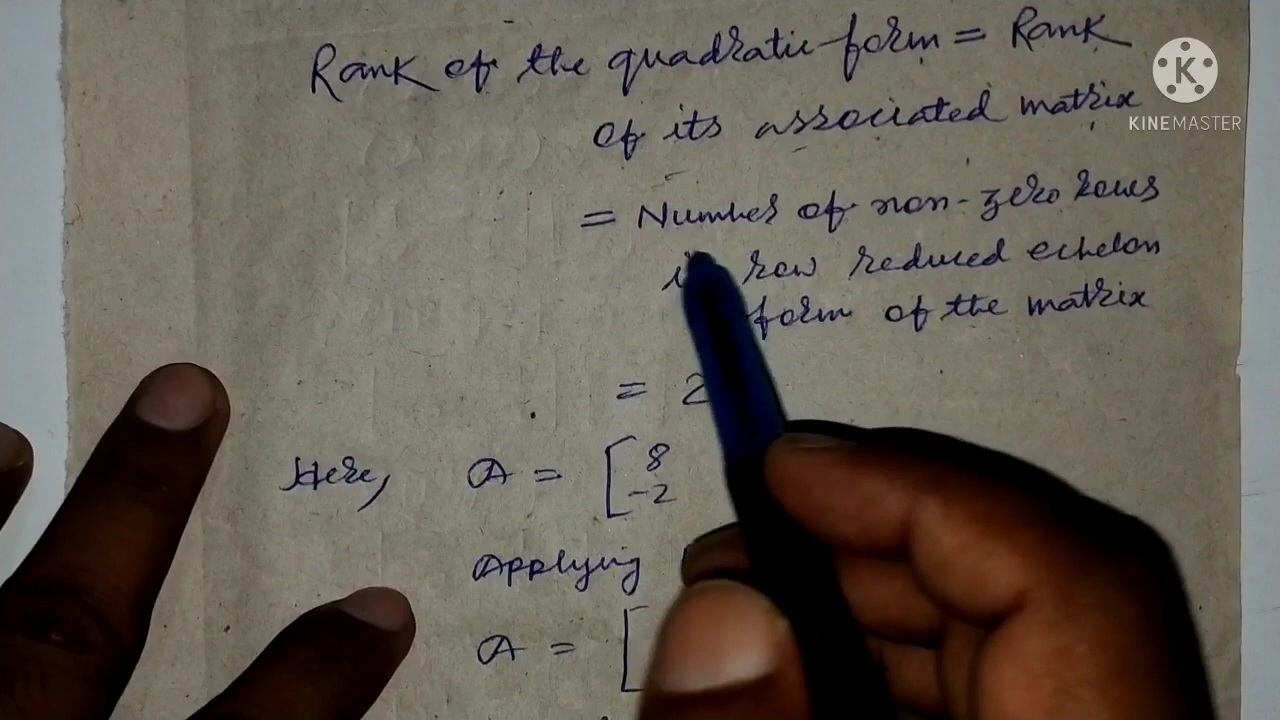 Rank of the quadratic form = Rank
K
KINEMASTER
of its associated matrix
= Number of non-zero rows
in row reduced echelon
form of the matrix
= 2
Here, A = [ 8
-2
Applying
A = [